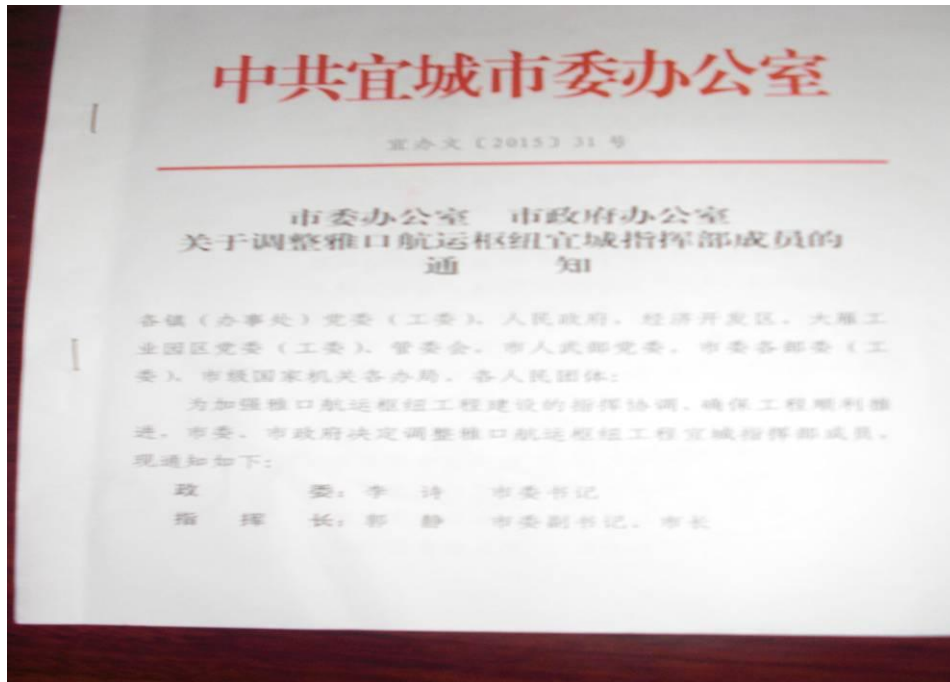 中共宜城市委办公室
宜办文〔2015〕31号
市委办公室 市政府办公室
关于调整雅口航运枢纽宜城指挥部成员的
通 知
各镇（办事处）党委（工委）、人民政府，经济开发区、大雁工
业园区党委（工委）、管委会，市人武部党委，市委各部委（工
委）、市级国家机关各办局，各人民团体：
为加强雅口航运枢纽工程建设的指挥协调，确保工程顺利推
进，市委、市政府决定调整雅口航运枢纽工程宜城指挥部成员，
现通知如下：
政 委：李 诗 市委书记
指 挥 长：郭 静 市委副书记、市长